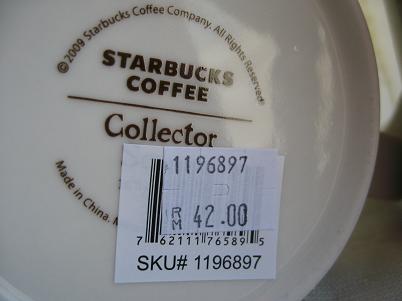 © 2009 Starbucks Coffee Company. All Rights Reserved.
STARBUCKS
COFFEE
Collector
Made in China.
1196897
RM 42.00
7 62111 76589 5
SKU# 1196897